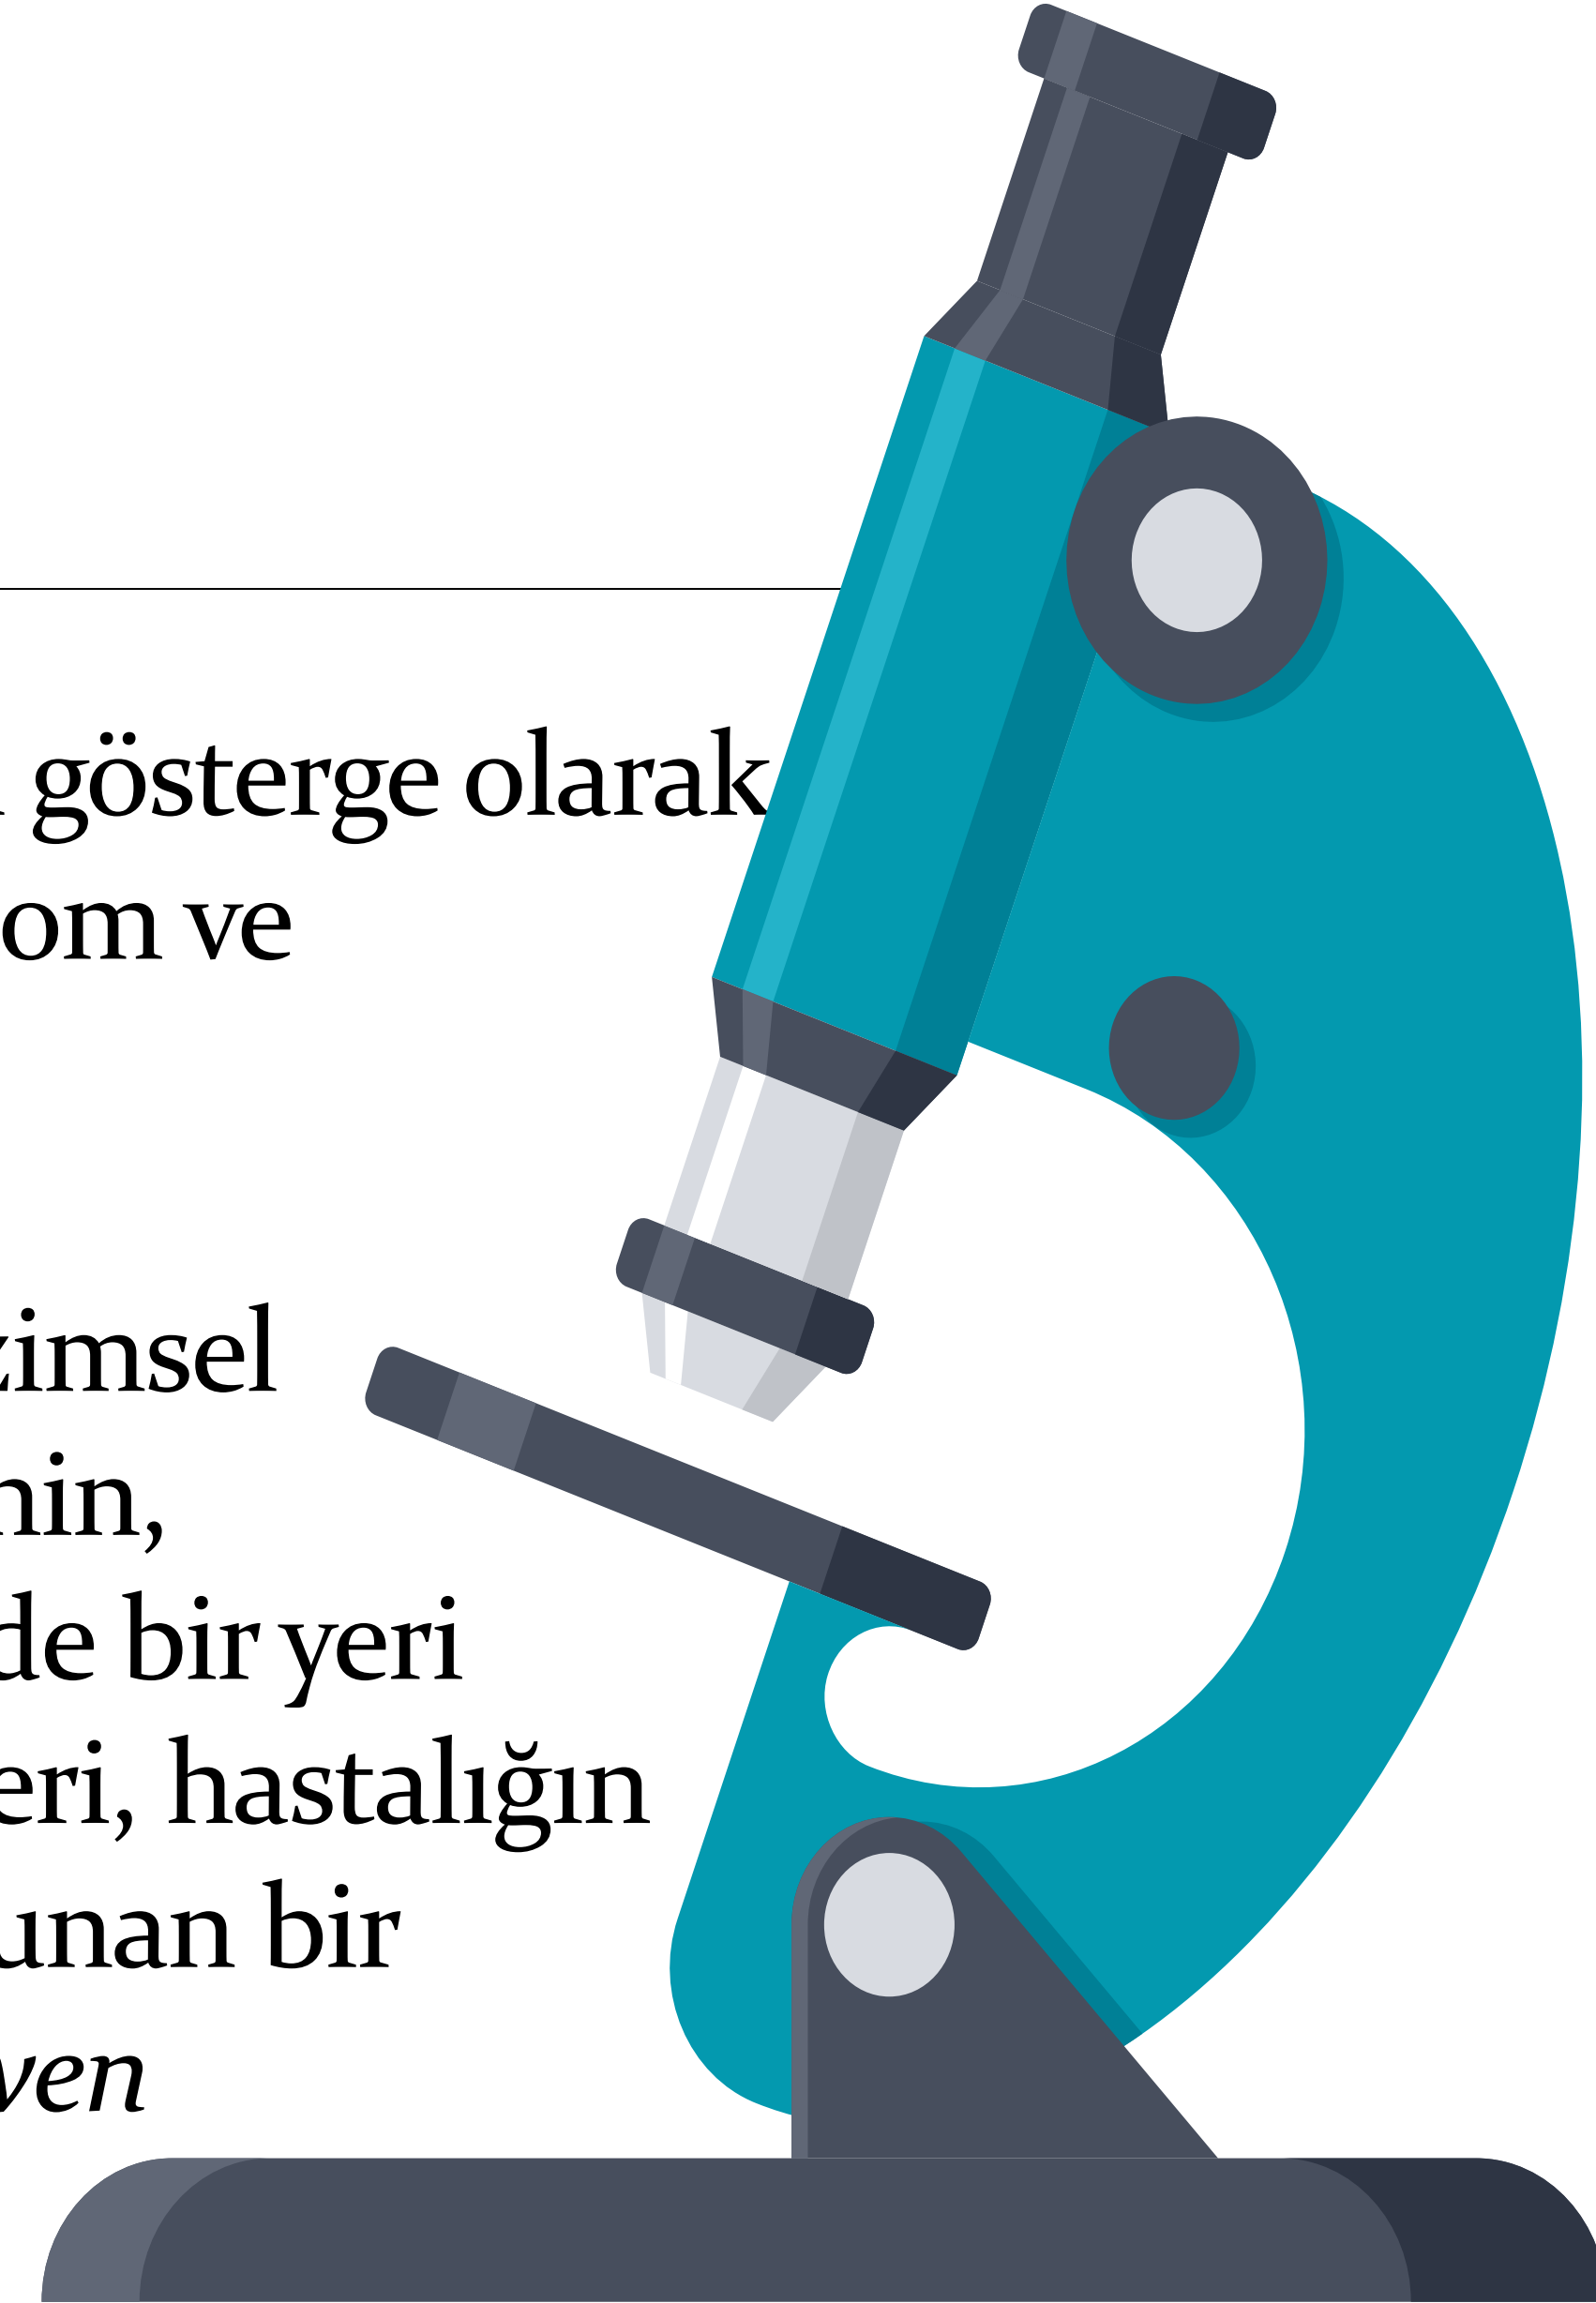 gösterge olarak
om ve
zimsel
nin,
de bir yeri
eri, hastalığın
unan bir
ven